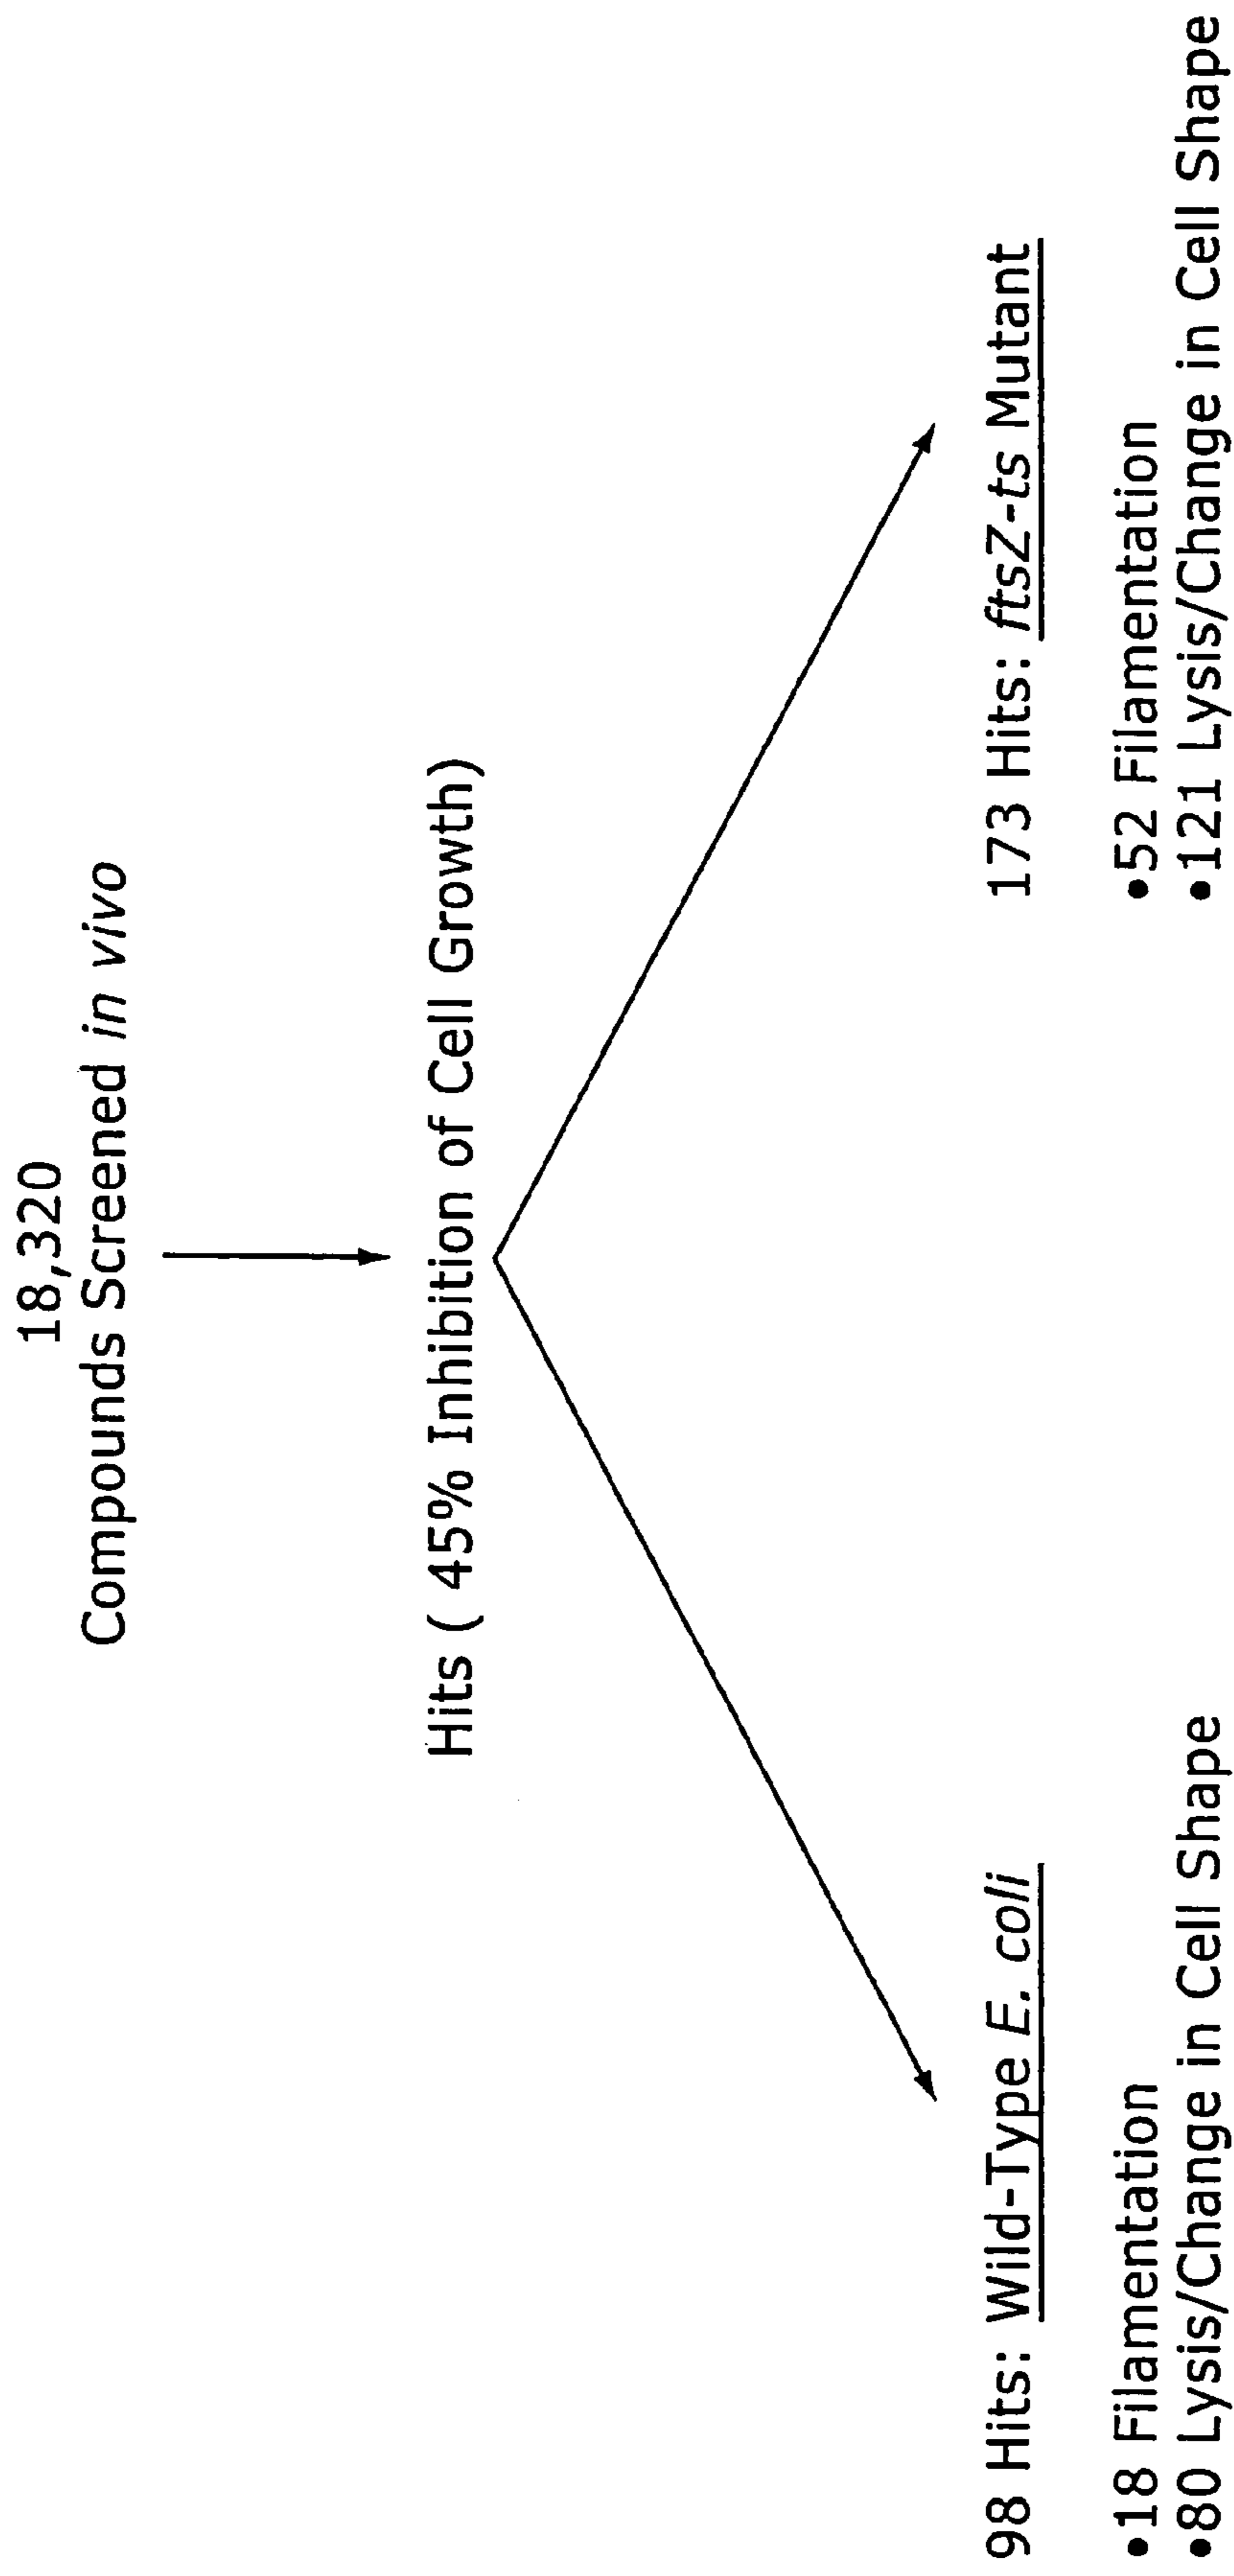 18,320
Compounds Screened in vivo
Hits ( 45% Inhibition of Cell Growth)
98 Hits: Wild-Type E. coli
•18 Filamentation
•80 Lysis/Change in Cell Shape
173 Hits: ftsZ-ts Mutant
•52 Filamentation
•121 Lysis/Change in Cell Shape